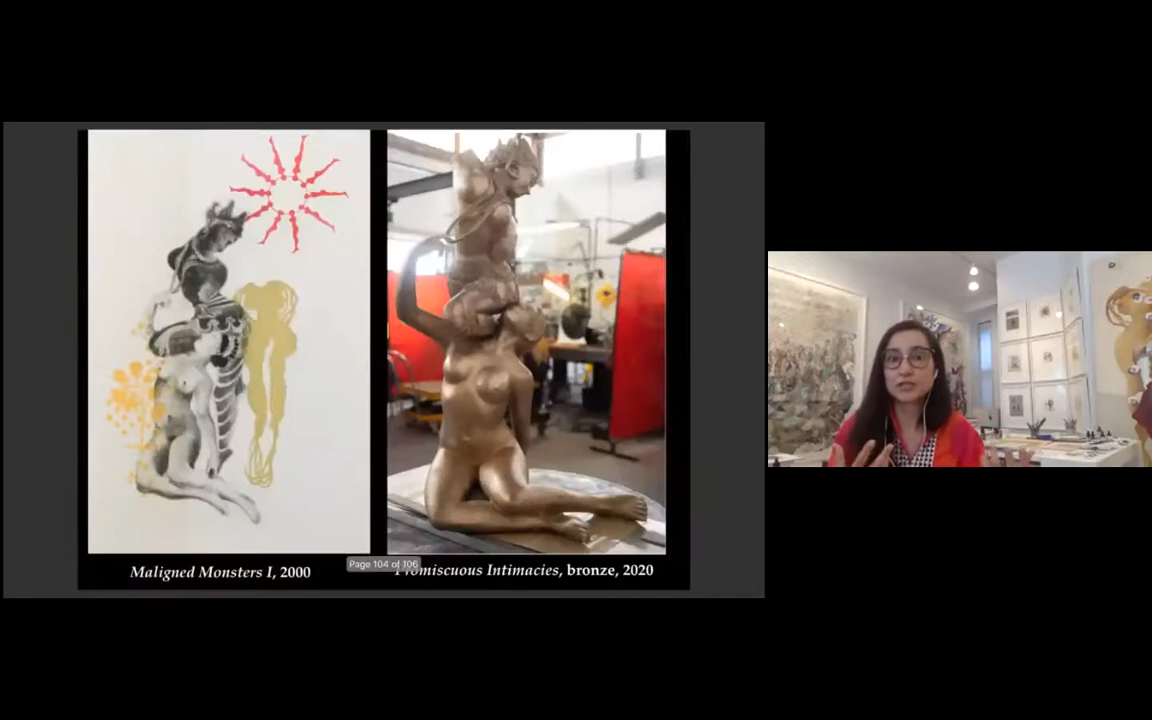 Maligned Monsters I, 2000
Page 104 of 106
Promiscuous Intimacies, bronze, 2020